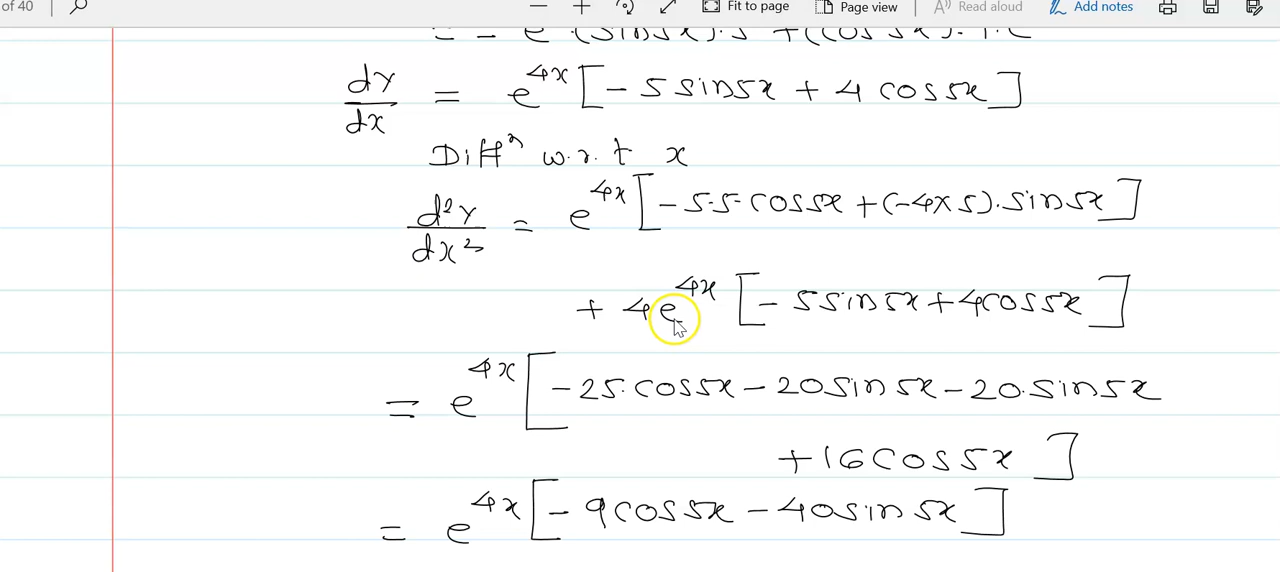 of 40 Fit to page Page view Read aloud Add notes
dy/dx = e^4x [- 5 sin5x + 4 cos5x]
Diffⁿ w.r.t x
d²y/dx² = e^4x [- 5·5·cos5x + (-4x5)·sin5x]
+ 4e^4x [- 5sin5x + 4cos5x]
= e^4x [- 25·cos5x - 20sin5x - 20·sin5x
+ 16cos5x]
= e^4x [- 9cos5x - 40sin5x]